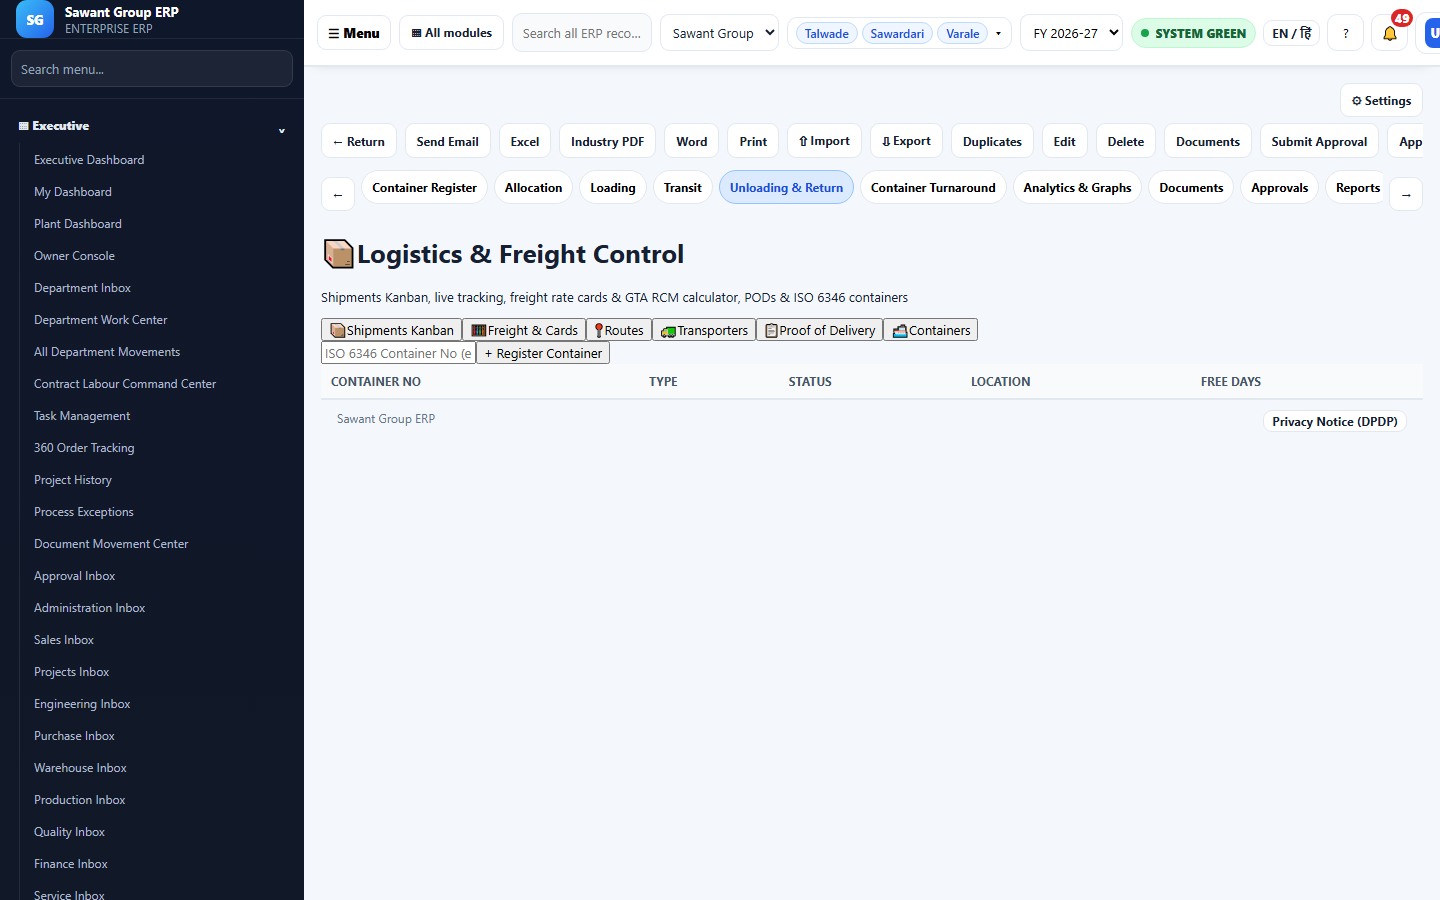 SG
Sawant Group ERP
ENTERPRISE ERP
Search menu...
Executive
Executive Dashboard
My Dashboard
Plant Dashboard
Owner Console
Department Inbox
Department Work Center
All Department Movements
Contract Labour Command Center
Task Management
360 Order Tracking
Project History
Process Exceptions
Document Movement Center
Approval Inbox
Administration Inbox
Sales Inbox
Projects Inbox
Engineering Inbox
Purchase Inbox
Warehouse Inbox
Production Inbox
Quality Inbox
Finance Inbox
Service Inbox
☰ Menu
All modules
Search all ERP reco...
Sawant Group
Talwade
Sawardari
Varale
FY 2026-27
SYSTEM GREEN
EN / हिं
?
49
U
⚙ Settings
← Return
Send Email
Excel
Industry PDF
Word
Print
⇧ Import
⇩ Export
Duplicates
Edit
Delete
Documents
Submit Approval
App
←
Container Register
Allocation
Loading
Transit
Unloading & Return
Container Turnaround
Analytics & Graphs
Documents
Approvals
Reports
→
Logistics & Freight Control
Shipments Kanban, live tracking, freight rate cards & GTA RCM calculator, PODs & ISO 6346 containers
Shipments Kanban
Freight & Cards
Routes
Transporters
Proof of Delivery
Containers
ISO 6346 Container No (e
+ Register Container
CONTAINER NO
TYPE
STATUS
LOCATION
FREE DAYS
Sawant Group ERP
Privacy Notice (DPDP)